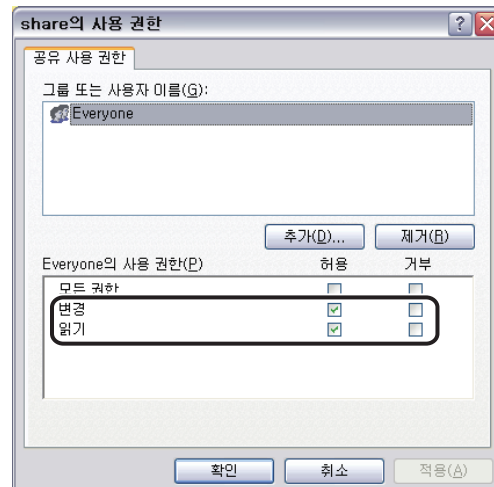 share의 사용 권한
공유 사용 권한
그룹 또는 사용자 이름(G):
Everyone
추가(D)... 제거(R)
Everyone의 사용 권한(P) 허용 거부
모든 권한
변경
읽기
확인 취소 적용(A)